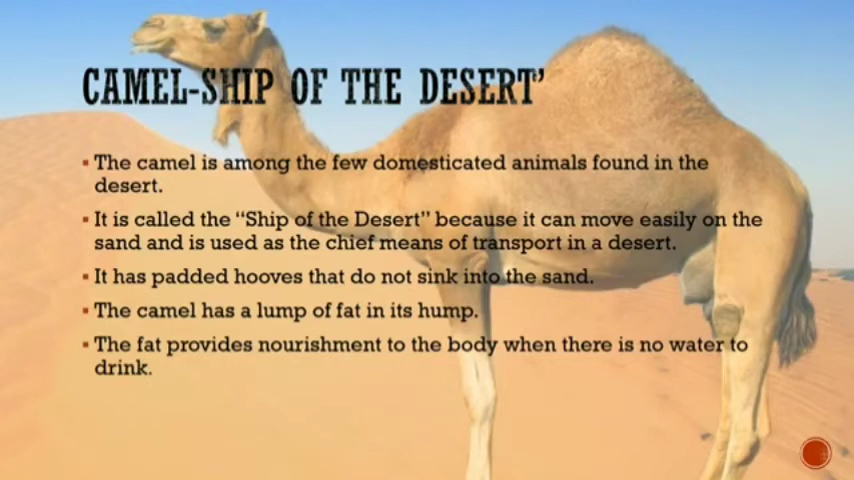 CAMEL-SHIP OF THE DESERT’
▪ The camel is among the few domesticated animals found in the
desert.
▪ It is called the “Ship of the Desert” because it can move easily on the
sand and is used as the chief means of transport in a desert.
▪ It has padded hooves that do not sink into the sand.
▪ The camel has a lump of fat in its hump.
▪ The fat provides nourishment to the body when there is no water to
drink.